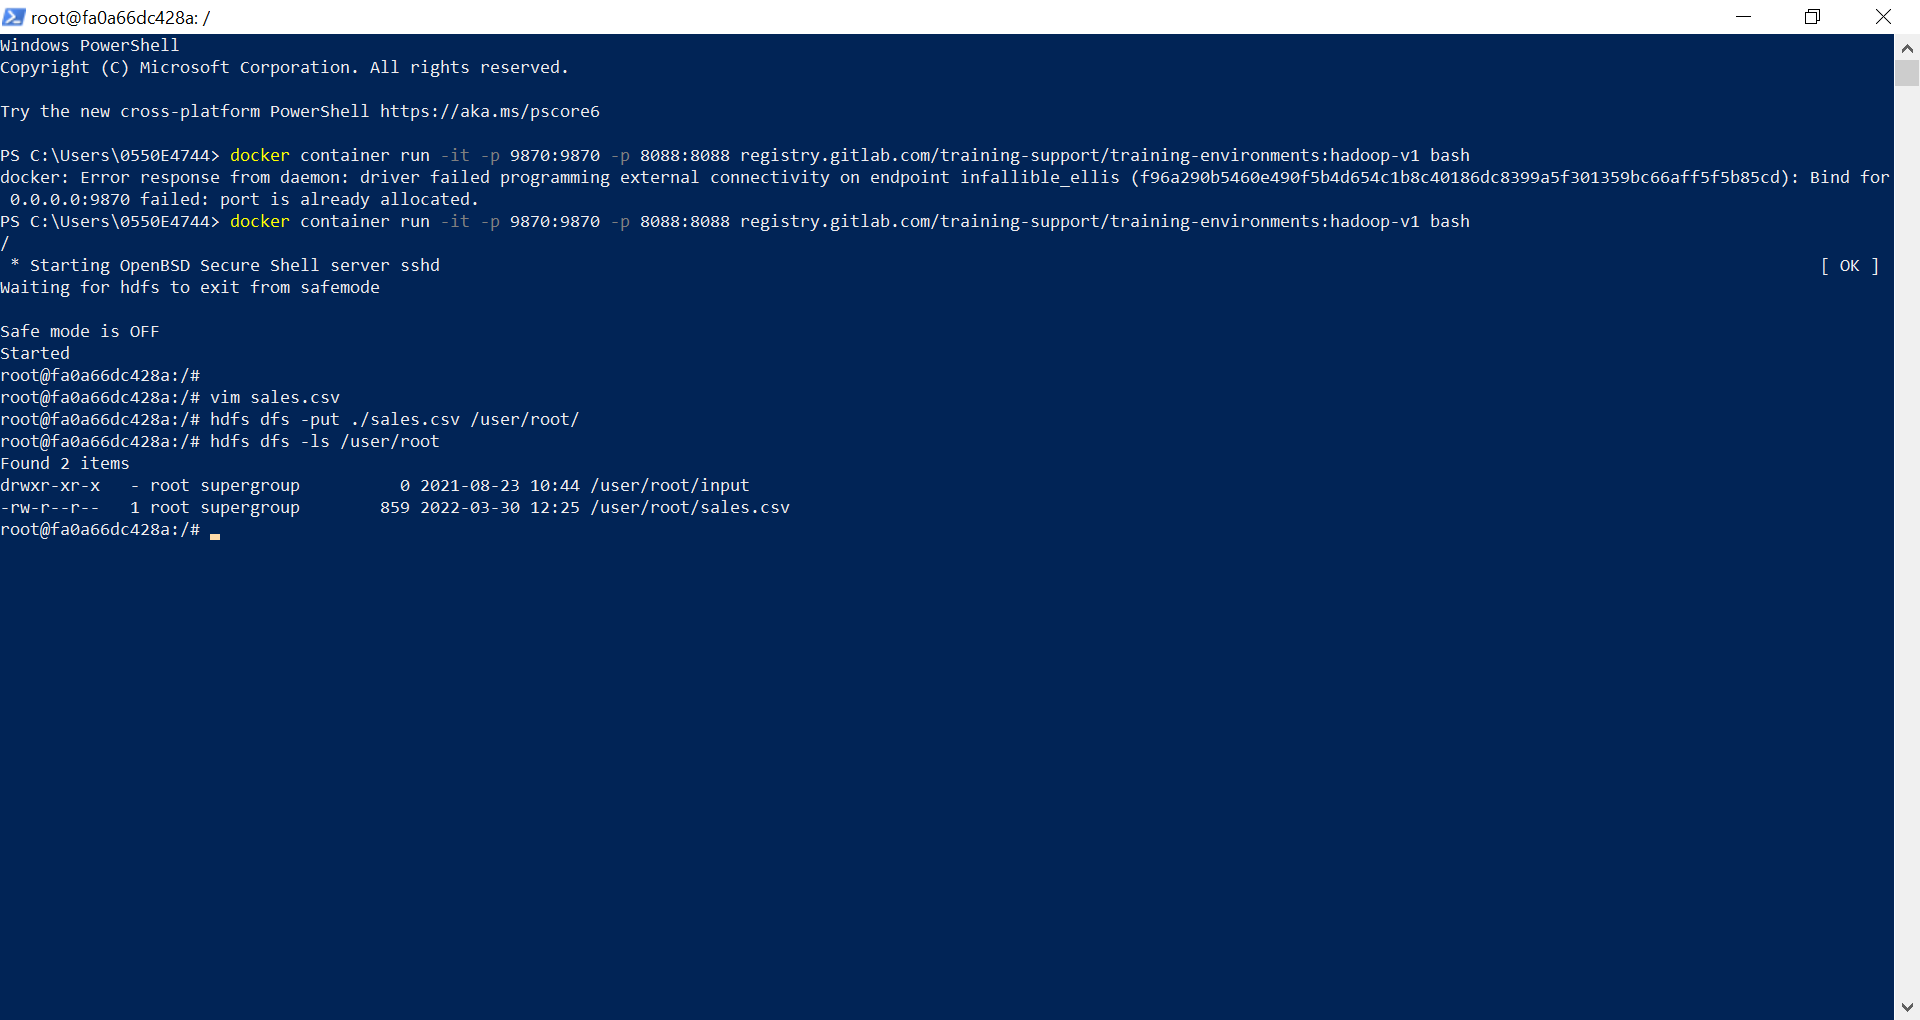 root@fa0a66dc428a: /
Windows PowerShell
Copyright (C) Microsoft Corporation. All rights reserved.
Try the new cross-platform PowerShell https://aka.ms/pscore6
PS C:\Users\0550E4744> docker container run -it -p 9870:9870 -p 8088:8088 registry.gitlab.com/training-support/training-environments:hadoop-v1 bash
docker: Error response from daemon: driver failed programming external connectivity on endpoint infallible_ellis (f96a290b5460e490f5b4d654c1b8c40186dc8399a5f301359bc66aff5f5b85cd): Bind for
 0.0.0.0:9870 failed: port is already allocated.
PS C:\Users\0550E4744> docker container run -it -p 9870:9870 -p 8088:8088 registry.gitlab.com/training-support/training-environments:hadoop-v1 bash
/
 * Starting OpenBSD Secure Shell server sshd [ OK ]
Waiting for hdfs to exit from safemode
Safe mode is OFF
Started
root@fa0a66dc428a:/#
root@fa0a66dc428a:/# vim sales.csv
root@fa0a66dc428a:/# hdfs dfs -put ./sales.csv /user/root/
root@fa0a66dc428a:/# hdfs dfs -ls /user/root
Found 2 items
drwxr-xr-x   - root supergroup          0 2021-08-23 10:44 /user/root/input
-rw-r--r--   1 root supergroup        859 2022-03-30 12:25 /user/root/sales.csv
root@fa0a66dc428a:/#